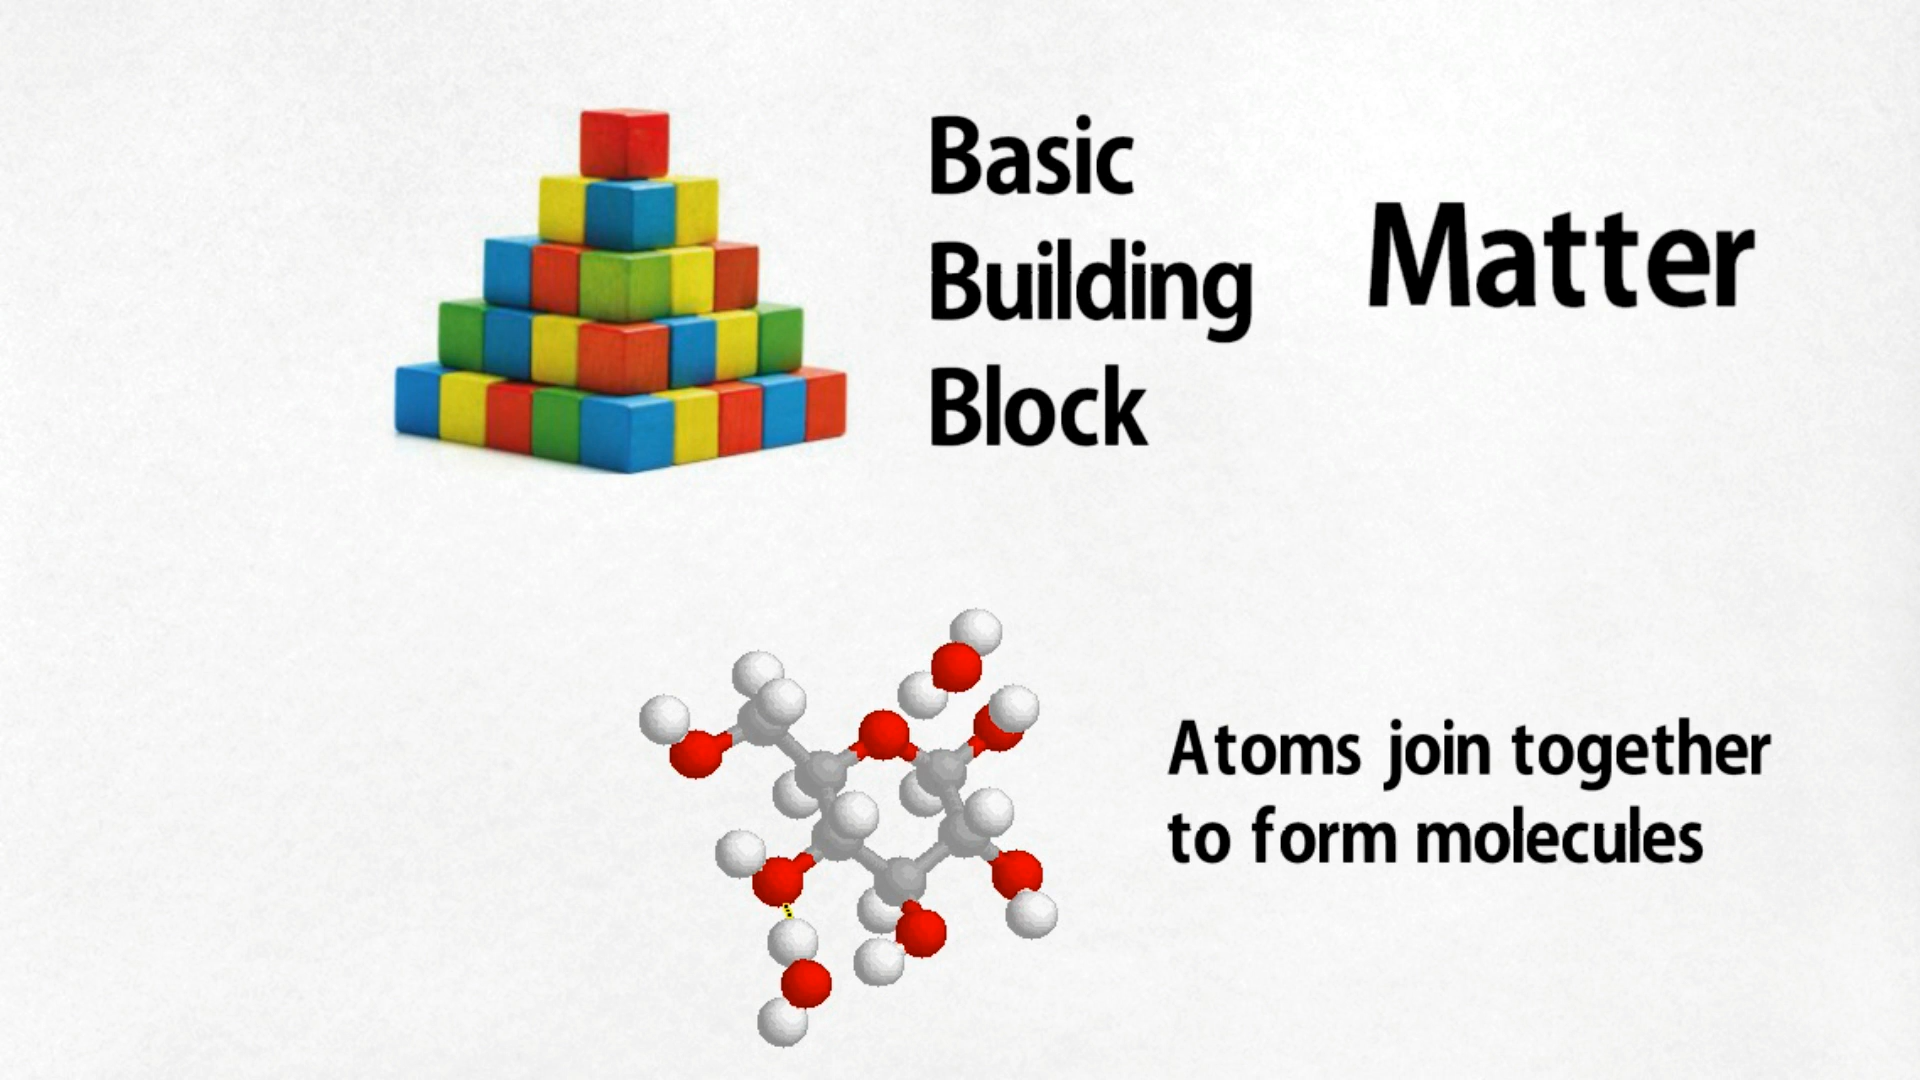 Basic
Building
Block
Matter
Atoms join together
to form molecules